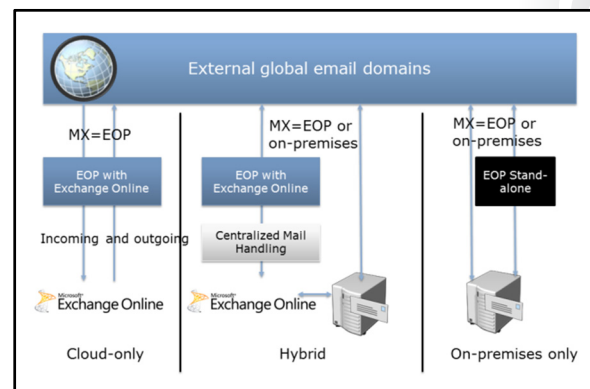 External global email domains
MX=EOP
EOP with
Exchange Online
Incoming and outgoing
Microsoft
Exchange Online
Cloud-only
MX=EOP or
on-premises
EOP with
Exchange Online
Centralized Mail
Handling
Microsoft
Exchange Online
Hybrid
MX=EOP or
on-premises
EOP Stand-
alone
On-premises only